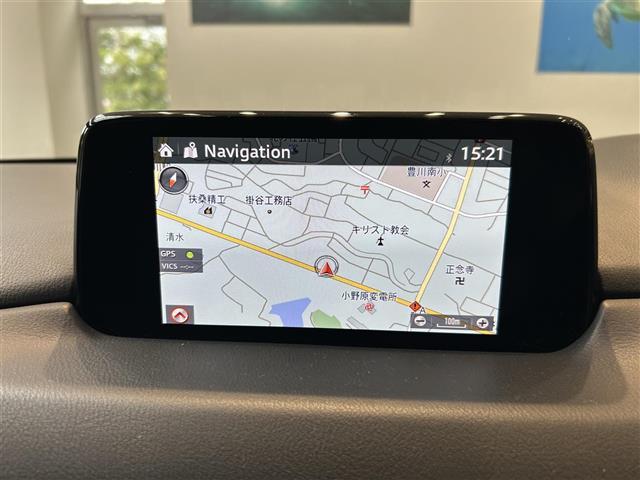 Navigation
15:21
豊川南小
扶桑精工
掛谷工務店
キリスト教会
清水
GPS
VICS --:--
正念寺
小野原変電所
A
100m